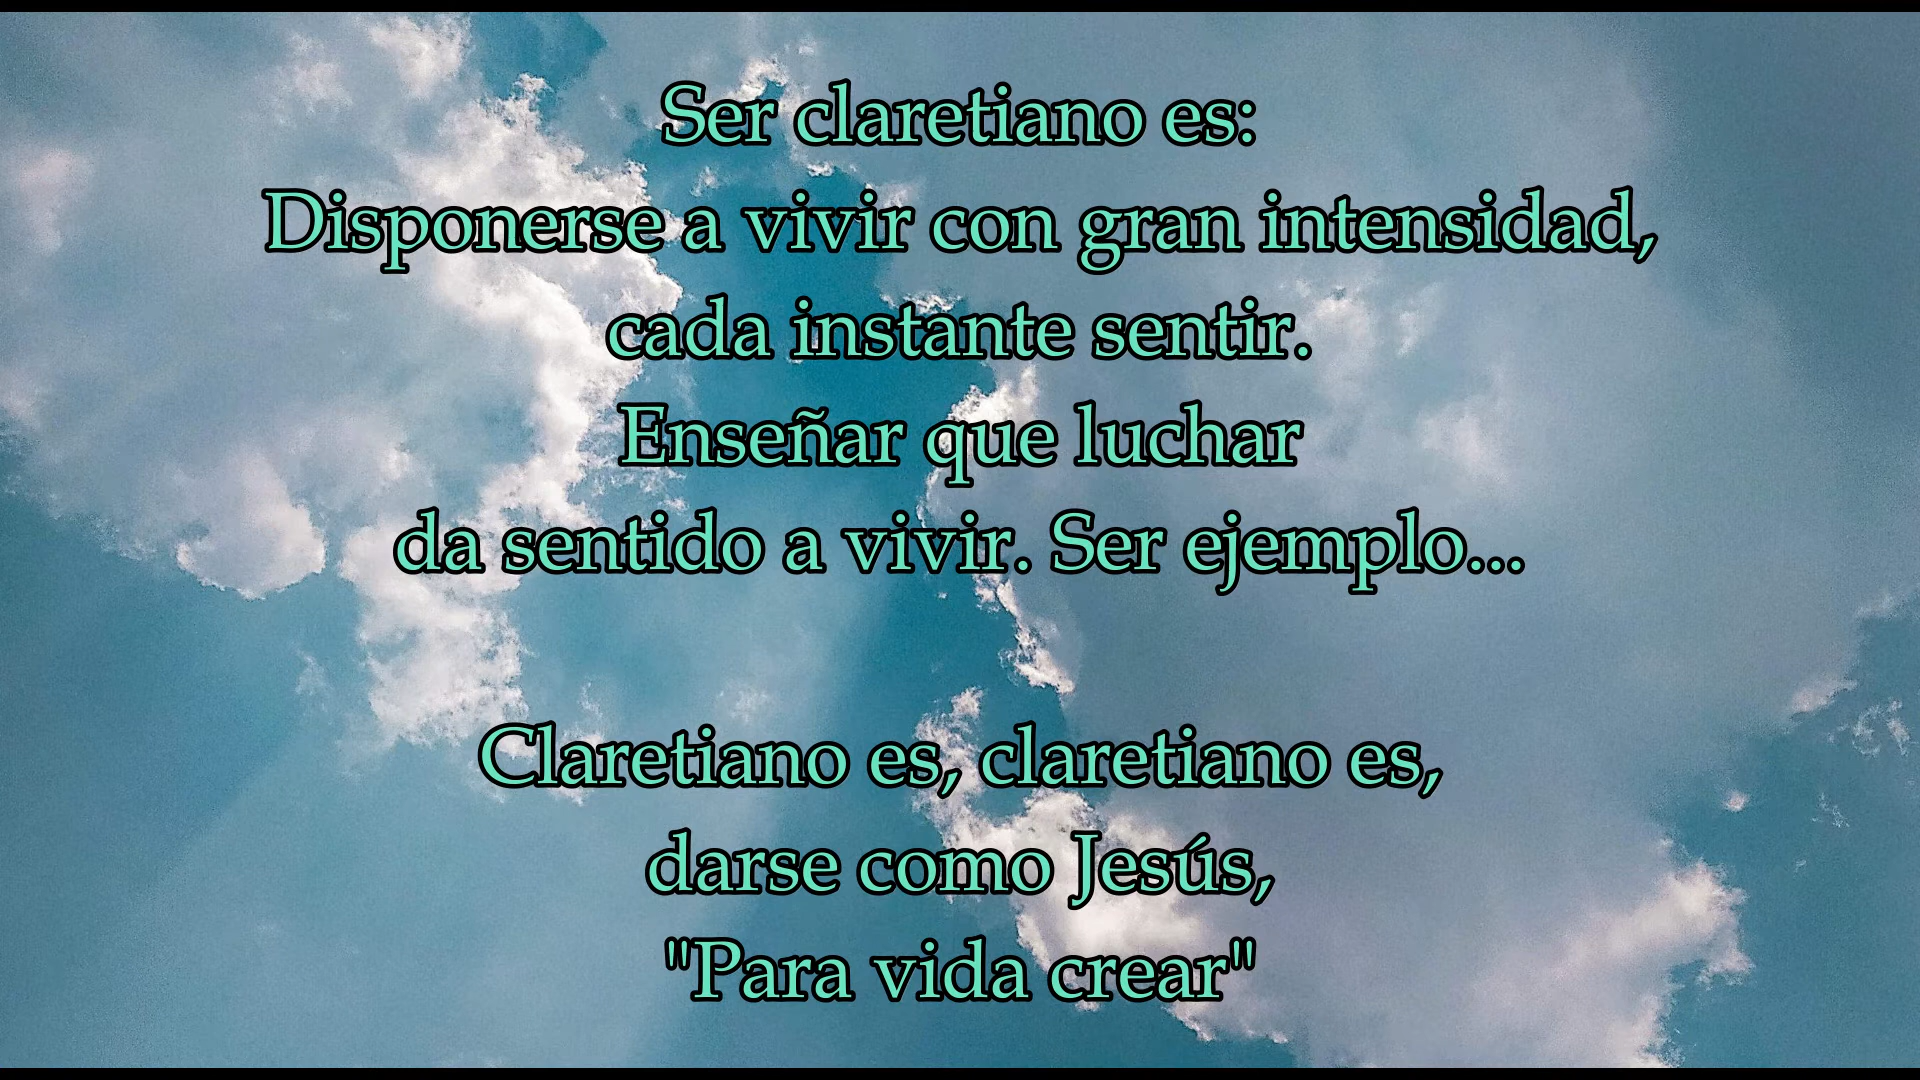 Ser claretiano es:
Disponerse a vivir con gran intensidad,
cada instante sentir.
Enseñar que luchar
da sentido a vivir. Ser ejemplo...
Claretiano es, claretiano es,
darse como Jesús,
"Para vida crear"